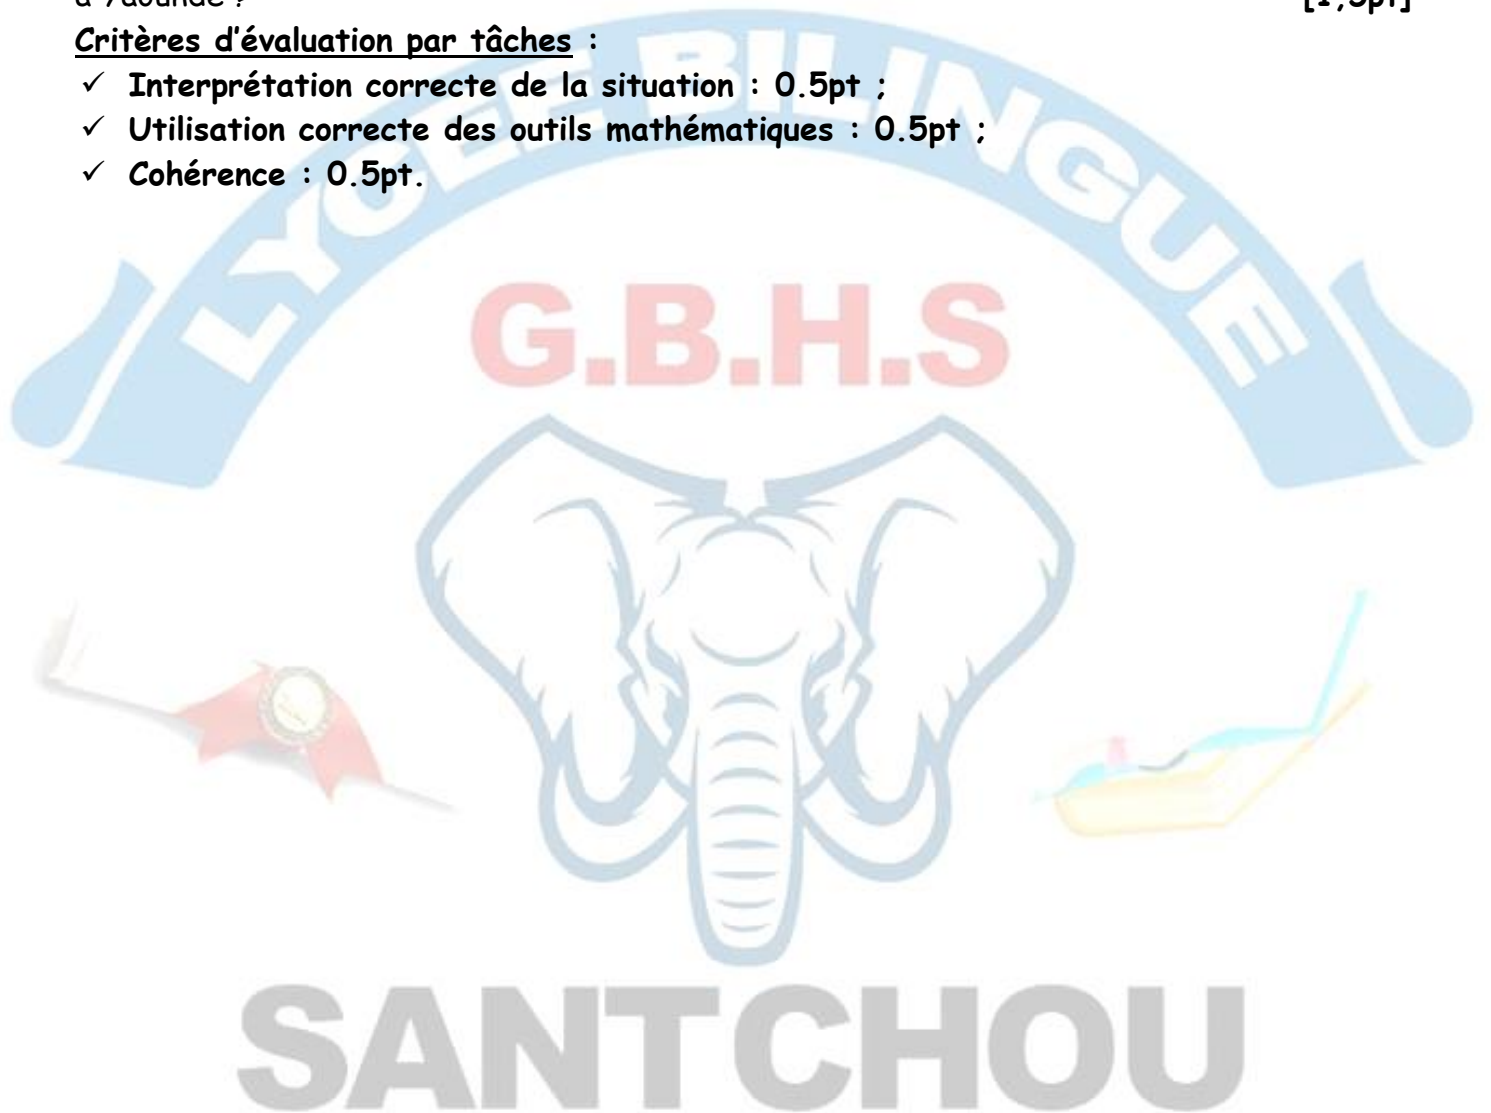 à Yaoundé ? [1,5pt]
Critères d'évaluation par tâches :
✓ Interprétation correcte de la situation : 0.5pt ;
✓ Utilisation correcte des outils mathématiques : 0.5pt ;
✓ Cohérence : 0.5pt.
LYCEE BILINGUE
G.B.H.S
SANTCHOU